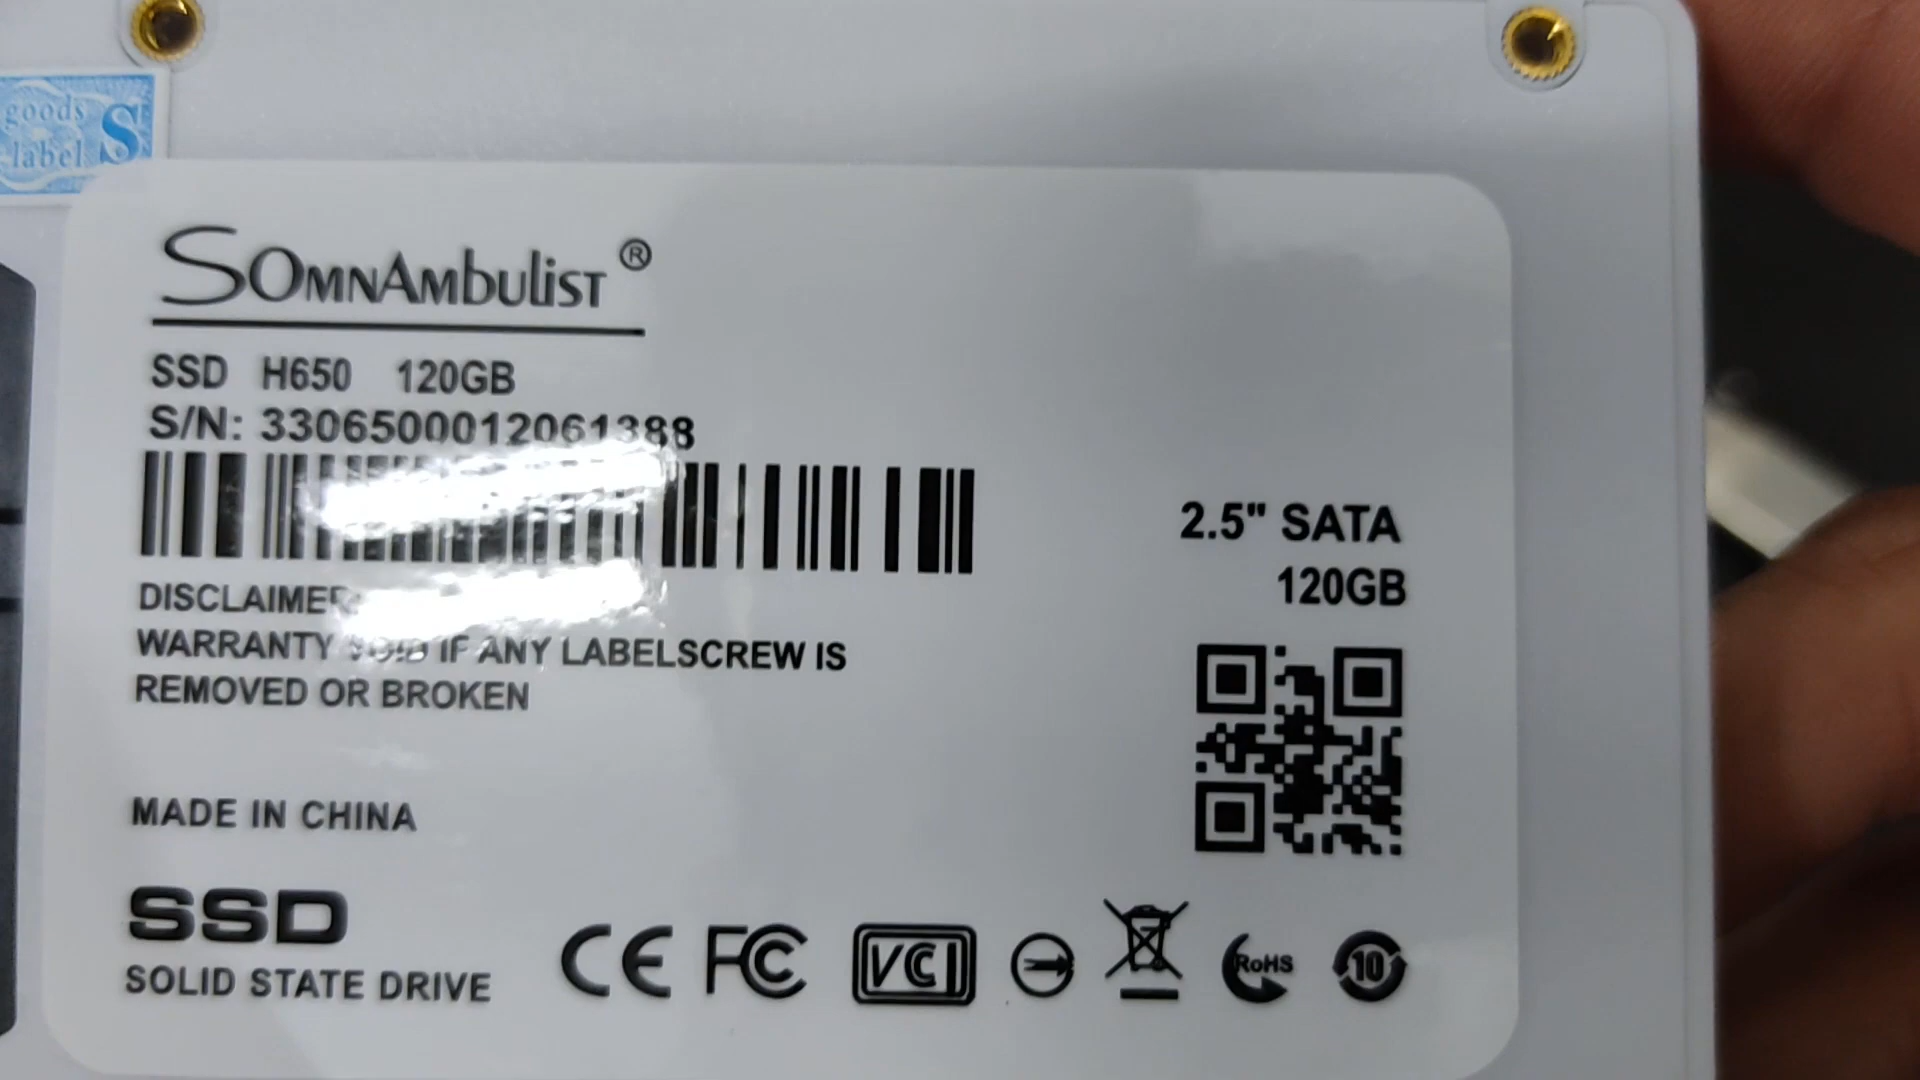 goods
label S
SOMNAMBULIST ®
SSD H650 120GB
S/N: 3306500012061388
2.5" SATA
DISCLAIMER
120GB
WARRANTY VOID IF ANY LABELSCREW IS
REMOVED OR BROKEN
MADE IN CHINA
SSD
SOLID STATE DRIVE
CE FC VCI RoHS 10